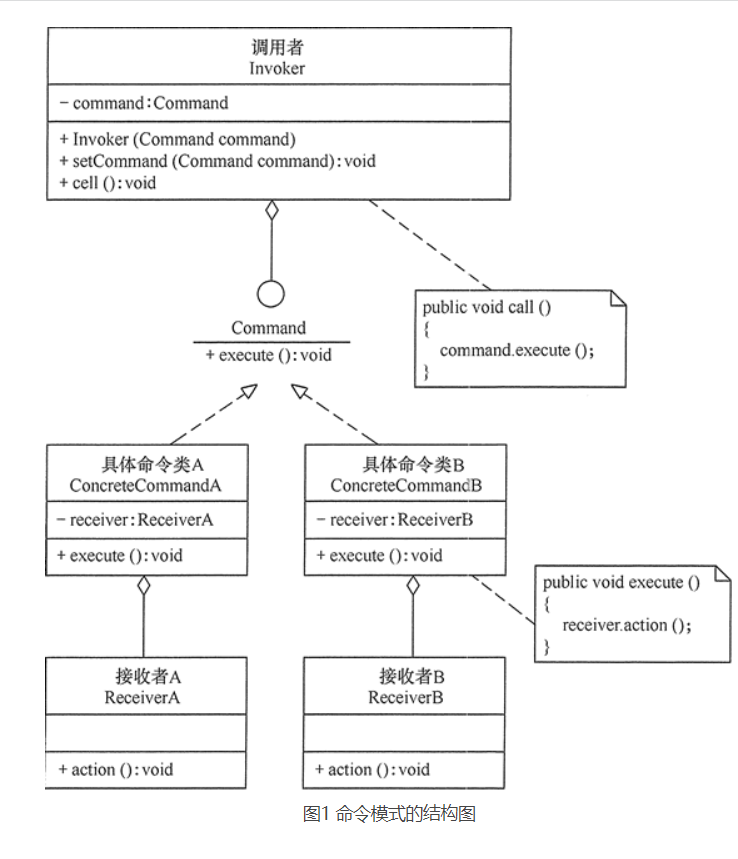 调用者
Invoker
- command:Command
+ Invoker (Command command)
+ setCommand (Command command):void
+ cell ():void
public void call ()
{
command.execute ();
}
Command
+ execute ():void
具体命令类A
ConcreteCommandA
- receiver:ReceiverA
+ execute ():void
具体命令类B
ConcreteCommandB
- receiver:ReceiverB
+ execute ():void
public void execute ()
{
receiver.action ();
}
接收者A
ReceiverA
+ action ():void
接收者B
ReceiverB
+ action ():void
图1 命令模式的结构图